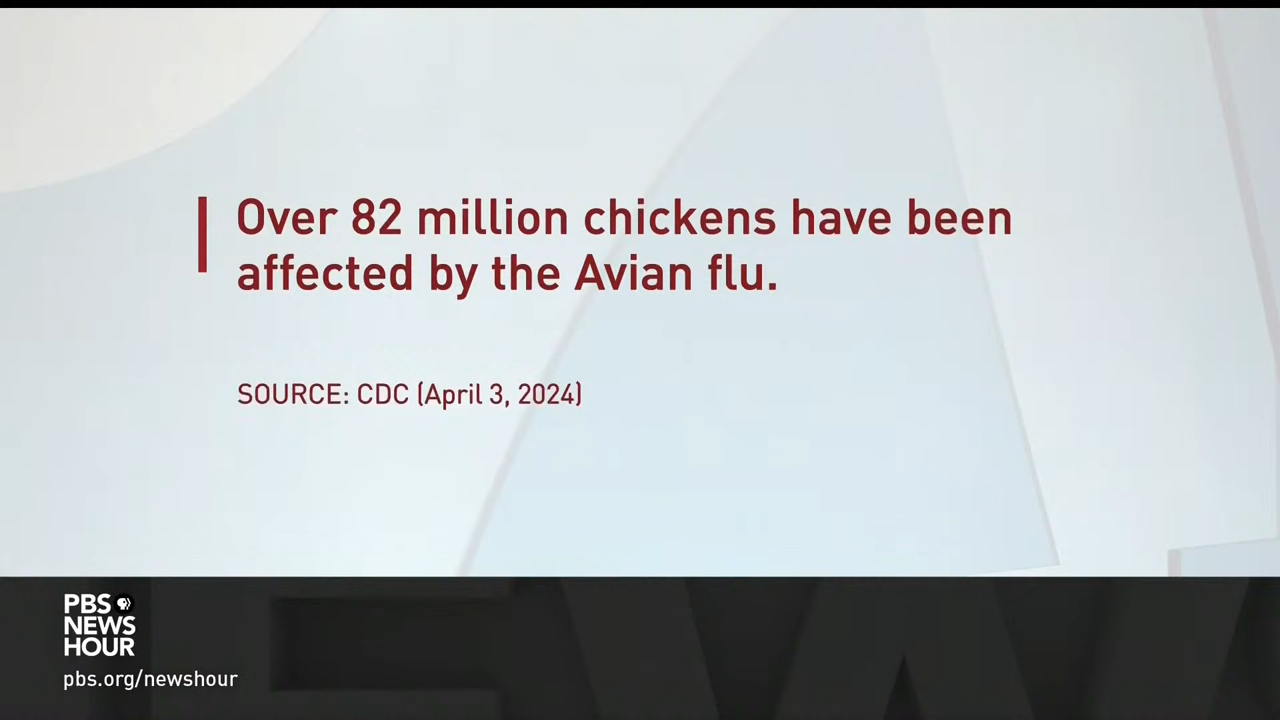 Over 82 million chickens have been
affected by the Avian flu.
SOURCE: CDC (April 3, 2024)
PBS
NEWS
HOUR
pbs.org/newshour